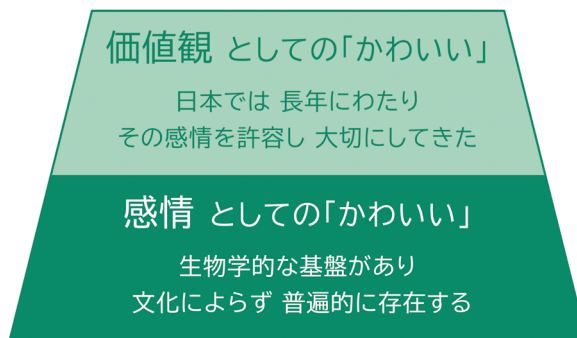 価値観 としての「かわいい」
日本では 長年にわたり
その感情を許容し 大切にしてきた
感情 としての「かわいい」
生物学的な基盤があり
文化によらず 普遍的に存在する